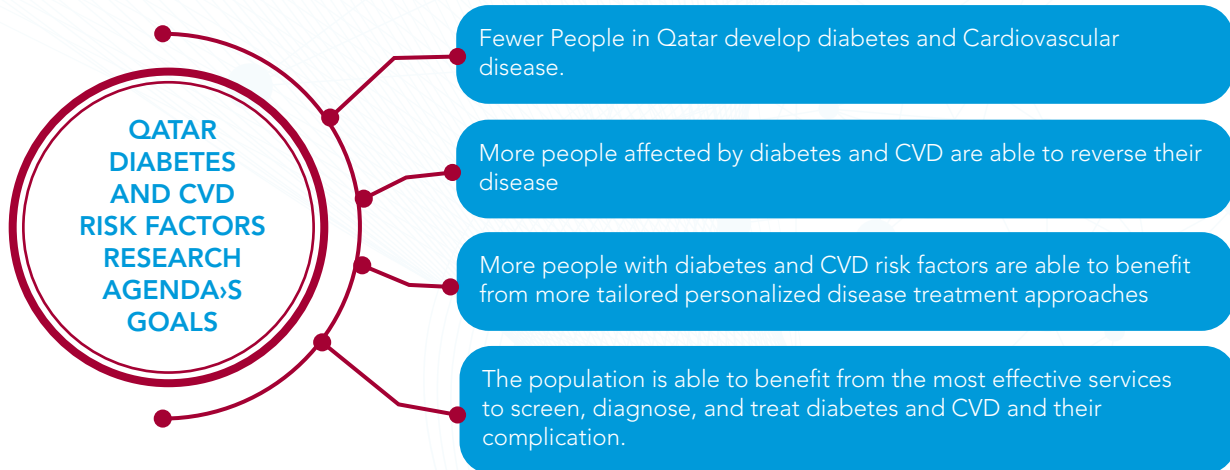 QATAR
DIABETES
AND CVD
RISK FACTORS
RESEARCH
AGENDA›S
GOALS
Fewer People in Qatar develop diabetes and Cardiovascular
disease.
More people affected by diabetes and CVD are able to reverse their
disease
More people with diabetes and CVD risk factors are able to benefit
from more tailored personalized disease treatment approaches
The population is able to benefit from the most effective services
to screen, diagnose, and treat diabetes and CVD and their
complication.